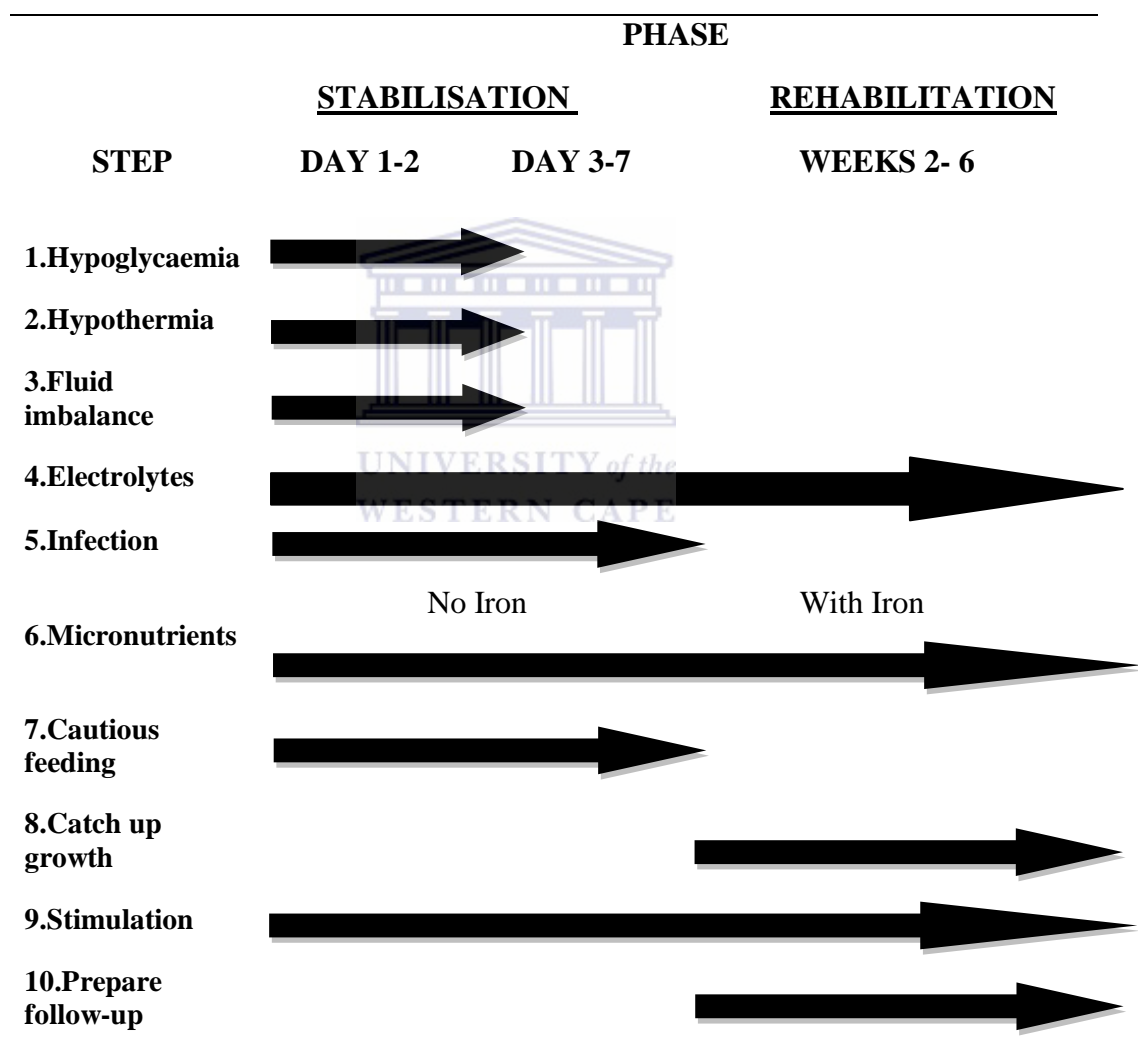 PHASE
STABILISATION REHABILITATION
STEP DAY 1-2 DAY 3-7 WEEKS 2- 6
1.Hypoglycaemia
2.Hypothermia
3.Fluid
imbalance
UNIVERSITY of the
4.Electrolytes
WESTERN CAPE
5.Infection
No Iron With Iron
6.Micronutrients
7.Cautious
feeding
8.Catch up
growth
9.Stimulation
10.Prepare
follow-up